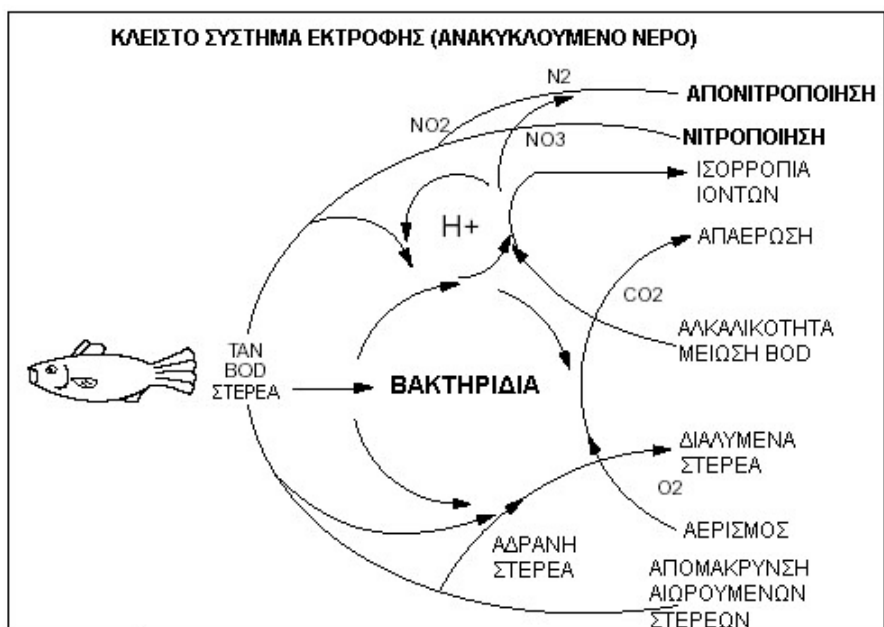 ΚΛΕΙΣΤΟ ΣΥΣΤΗΜΑ ΕΚΤΡΟΦΗΣ (ΑΝΑΚΥΚΛΟΥΜΕΝΟ ΝΕΡΟ)
N2
ΑΠΟΝΙΤΡΟΠΟΙΗΣΗ
NO2
NO3
ΝΙΤΡΟΠΟΙΗΣΗ
ΙΣΟΡΡΟΠΙΑ
ΙΟΝΤΩΝ
H+
ΑΠΑΕΡΩΣΗ
CO2
ΑΛΚΑΛΙΚΟΤΗΤΑ
ΜΕΙΩΣΗ BOD
TAN
BOD
ΣΤΕΡΕΑ
ΒΑΚΤΗΡΙΔΙΑ
ΔΙΑΛΥΜΕΝΑ
ΣΤΕΡΕΑ
O2
ΑΕΡΙΣΜΟΣ
ΑΔΡΑΝΗ
ΣΤΕΡΕΑ
ΑΠΟΜΑΚΡΥΝΣΗ
ΑΙΩΡΟΥΜΕΝΩΝ
ΣΤΕΡΕΩΝ